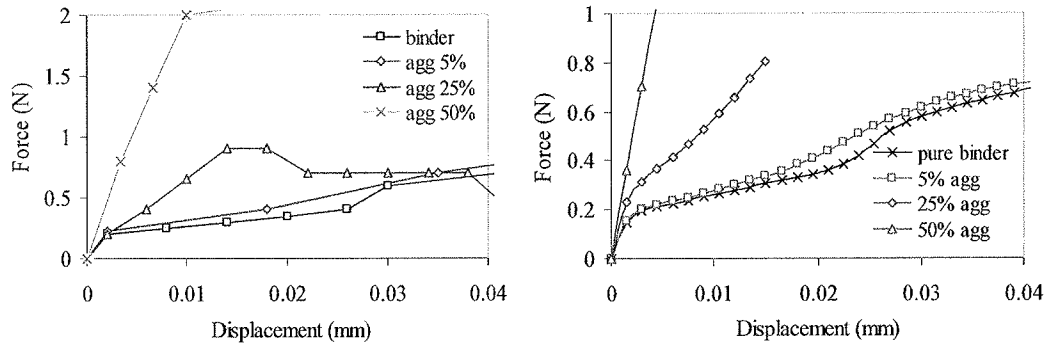 2
1.5
1
0.5
0
Force (N)
binder
agg 5%
agg 25%
agg 50%
0 0.01 0.02 0.03 0.04
Displacement (mm)
1
0.8
0.6
0.4
0.2
0
Force (N)
pure binder
5% agg
25% agg
50% agg
0 0.01 0.02 0.03 0.04
Displacement (mm)